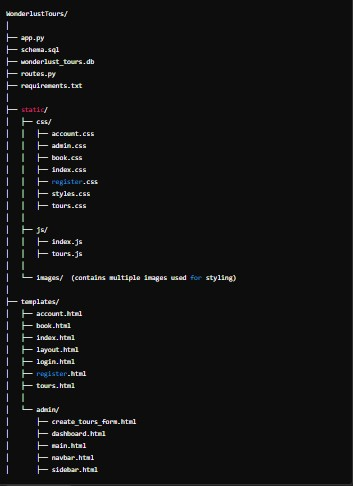 WonderlustTours/
│
├── app.py
├── schema.sql
├── wonderlust_tours.db
├── routes.py
├── requirements.txt
│
├── static/
│   ├── css/
│   │   ├── account.css
│   │   ├── admin.css
│   │   ├── book.css
│   │   ├── index.css
│   │   ├── register.css
│   │   ├── styles.css
│   │   ├── tours.css
│   │
│   ├── js/
│   │   ├── index.js
│   │   ├── tours.js
│   │
│   └── images/  (contains multiple images used for styling)
│
├── templates/
│   ├── account.html
│   ├── book.html
│   ├── index.html
│   ├── layout.html
│   ├── login.html
│   ├── register.html
│   ├── tours.html
│   │
│   └── admin/
│       ├── create_tours_form.html
│       ├── dashboard.html
│       ├── main.html
│       ├── navbar.html
│       ├── sidebar.html